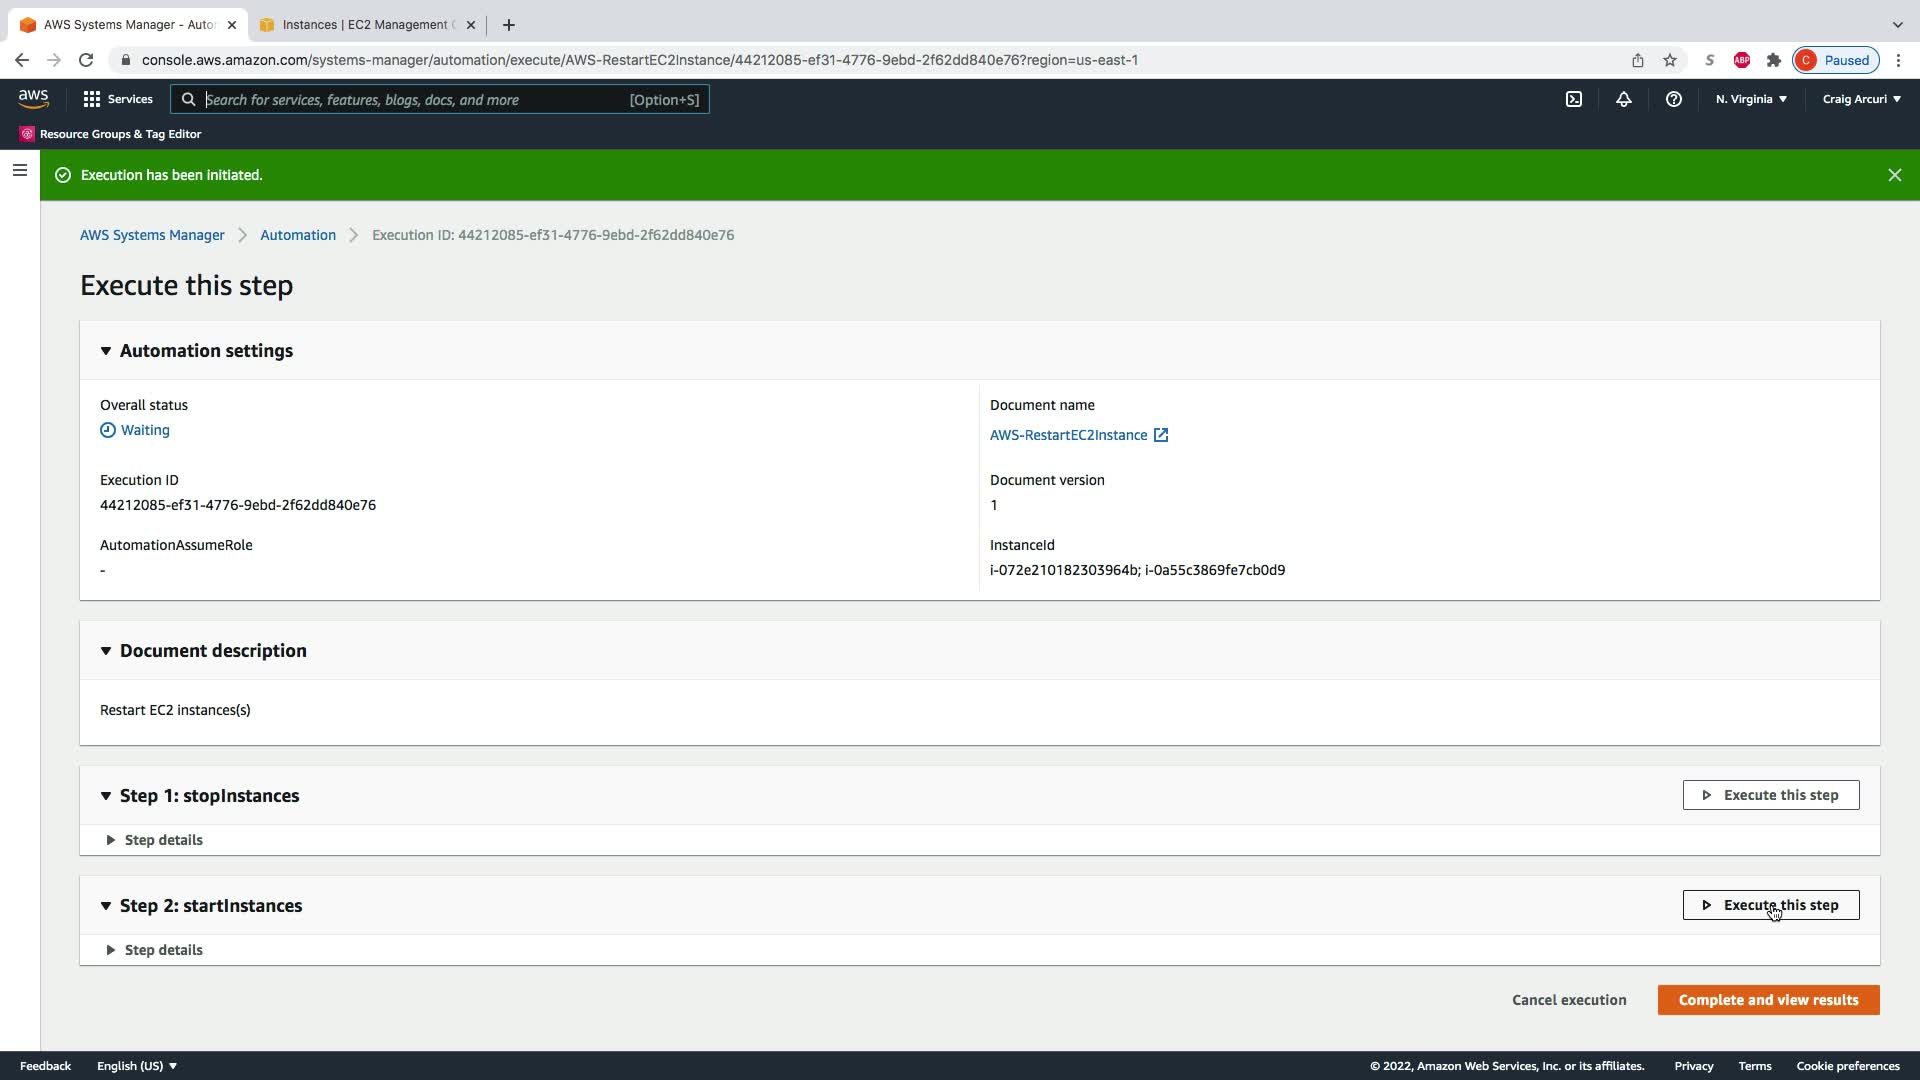 AWS Systems Manager - Auto
Instances | EC2 Management C
console.aws.amazon.com/systems-manager/automation/execute/AWS-RestartEC2Instance/44212085-ef31-4776-9ebd-2f62dd840e76?region=us-east-1
S
ABP
C Paused
aws
Services
Search for services, features, blogs, docs, and more [Option+S]
N. Virginia
Craig Arcuri
Resource Groups & Tag Editor
Execution has been initiated.
AWS Systems Manager
Automation
Execution ID: 44212085-ef31-4776-9ebd-2f62dd840e76
Execute this step
Automation settings
Overall status
Waiting
Document name
AWS-RestartEC2Instance
Execution ID
44212085-ef31-4776-9ebd-2f62dd840e76
Document version
1
AutomationAssumeRole
-
InstanceId
i-072e210182303964b; i-0a55c3869fe7cb0d9
Document description
Restart EC2 instances(s)
Step 1: stopInstances
Execute this step
Step details
Step 2: startInstances
Execute this step
Step details
Cancel execution
Complete and view results
Feedback
English (US)
© 2022, Amazon Web Services, Inc. or its affiliates.
Privacy
Terms
Cookie preferences